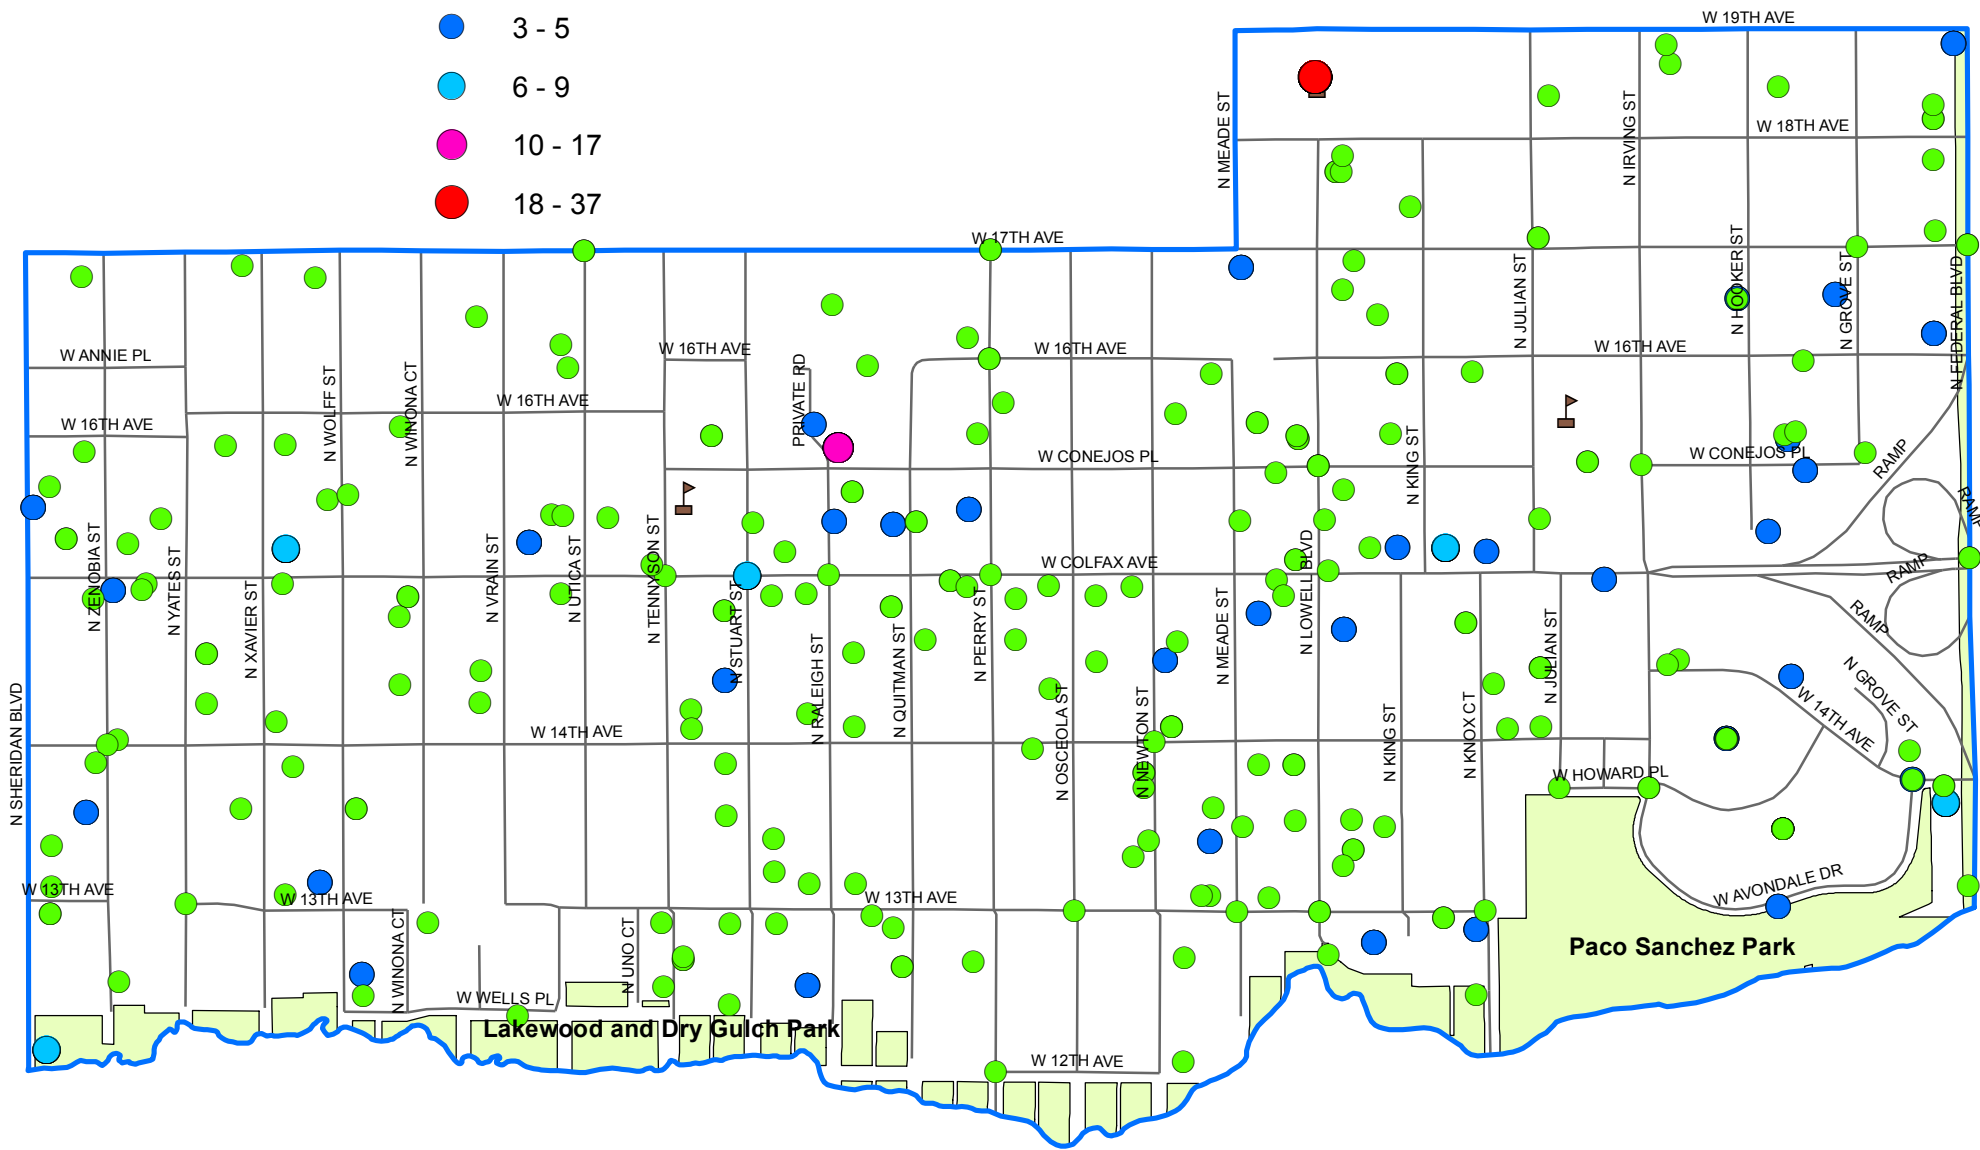 3 - 5
6 - 9
10 - 17
18 - 37
W 19TH AVE
N MEADE ST
N IRVING ST
W 18TH AVE
W 17TH AVE
N HOOKER ST
N GROVE ST
N JULIAN ST
N FEDERAL BLVD
W ANNIE PL
W 16TH AVE
W 16TH AVE
W 16TH AVE
W 16TH AVE
W 16TH AVE
N WOLFF ST
N WINONA CT
PRIVATE RD
W CONEJOS PL
N KING ST
W CONEJOS PL
RAMP
RAMP
N ZENOBIA ST
N YATES ST
N XAVIER ST
N VRAIN ST
N UTICA ST
N TENNYSON ST
N STUART ST
W COLFAX AVE
N LOWELL BLVD
RAMP
RAMP
N RALEIGH ST
N QUITMAN ST
N PERRY ST
N MEADE ST
N JULIAN ST
N SHERIDAN BLVD
W 14TH AVE
N OSCEOLA ST
N NEWTON ST
N KING ST
N KNOX CT
N GROVE ST
W 14TH AVE
W HOWARD PL
W 13TH AVE
W 13TH AVE
W 13TH AVE
W AVONDALE DR
N WINONA CT
N UNO CT
Paco Sanchez Park
W WELLS PL
Lakewood and Dry Gulch Park
W 12TH AVE